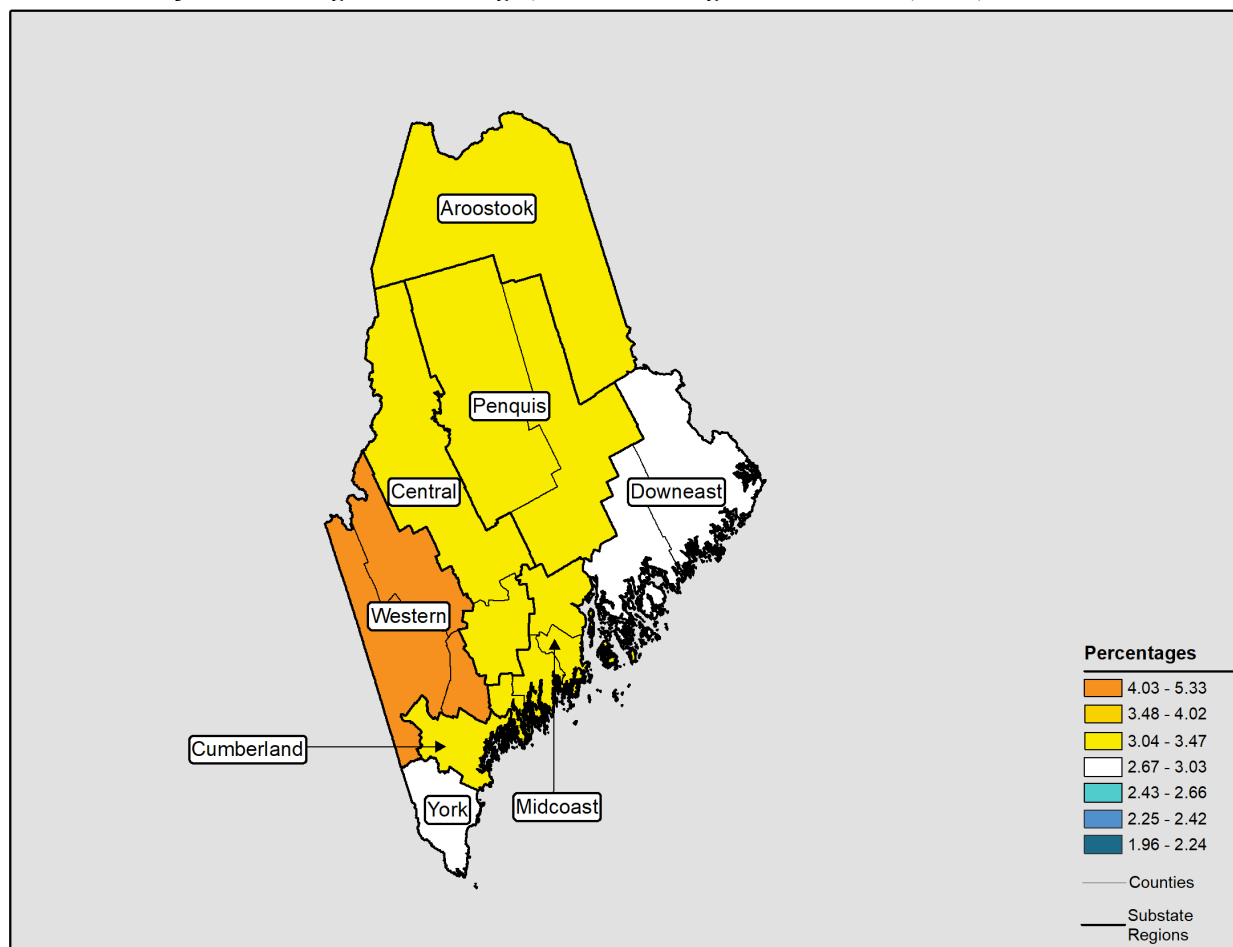 Aroostook
Penquis
Central
Downeast
Western
Cumberland
York
Midcoast
Percentages
4.03 - 5.33
3.48 - 4.02
3.04 - 3.47
2.67 - 3.03
2.43 - 2.66
2.25 - 2.42
1.96 - 2.24
Counties
Substate
Regions